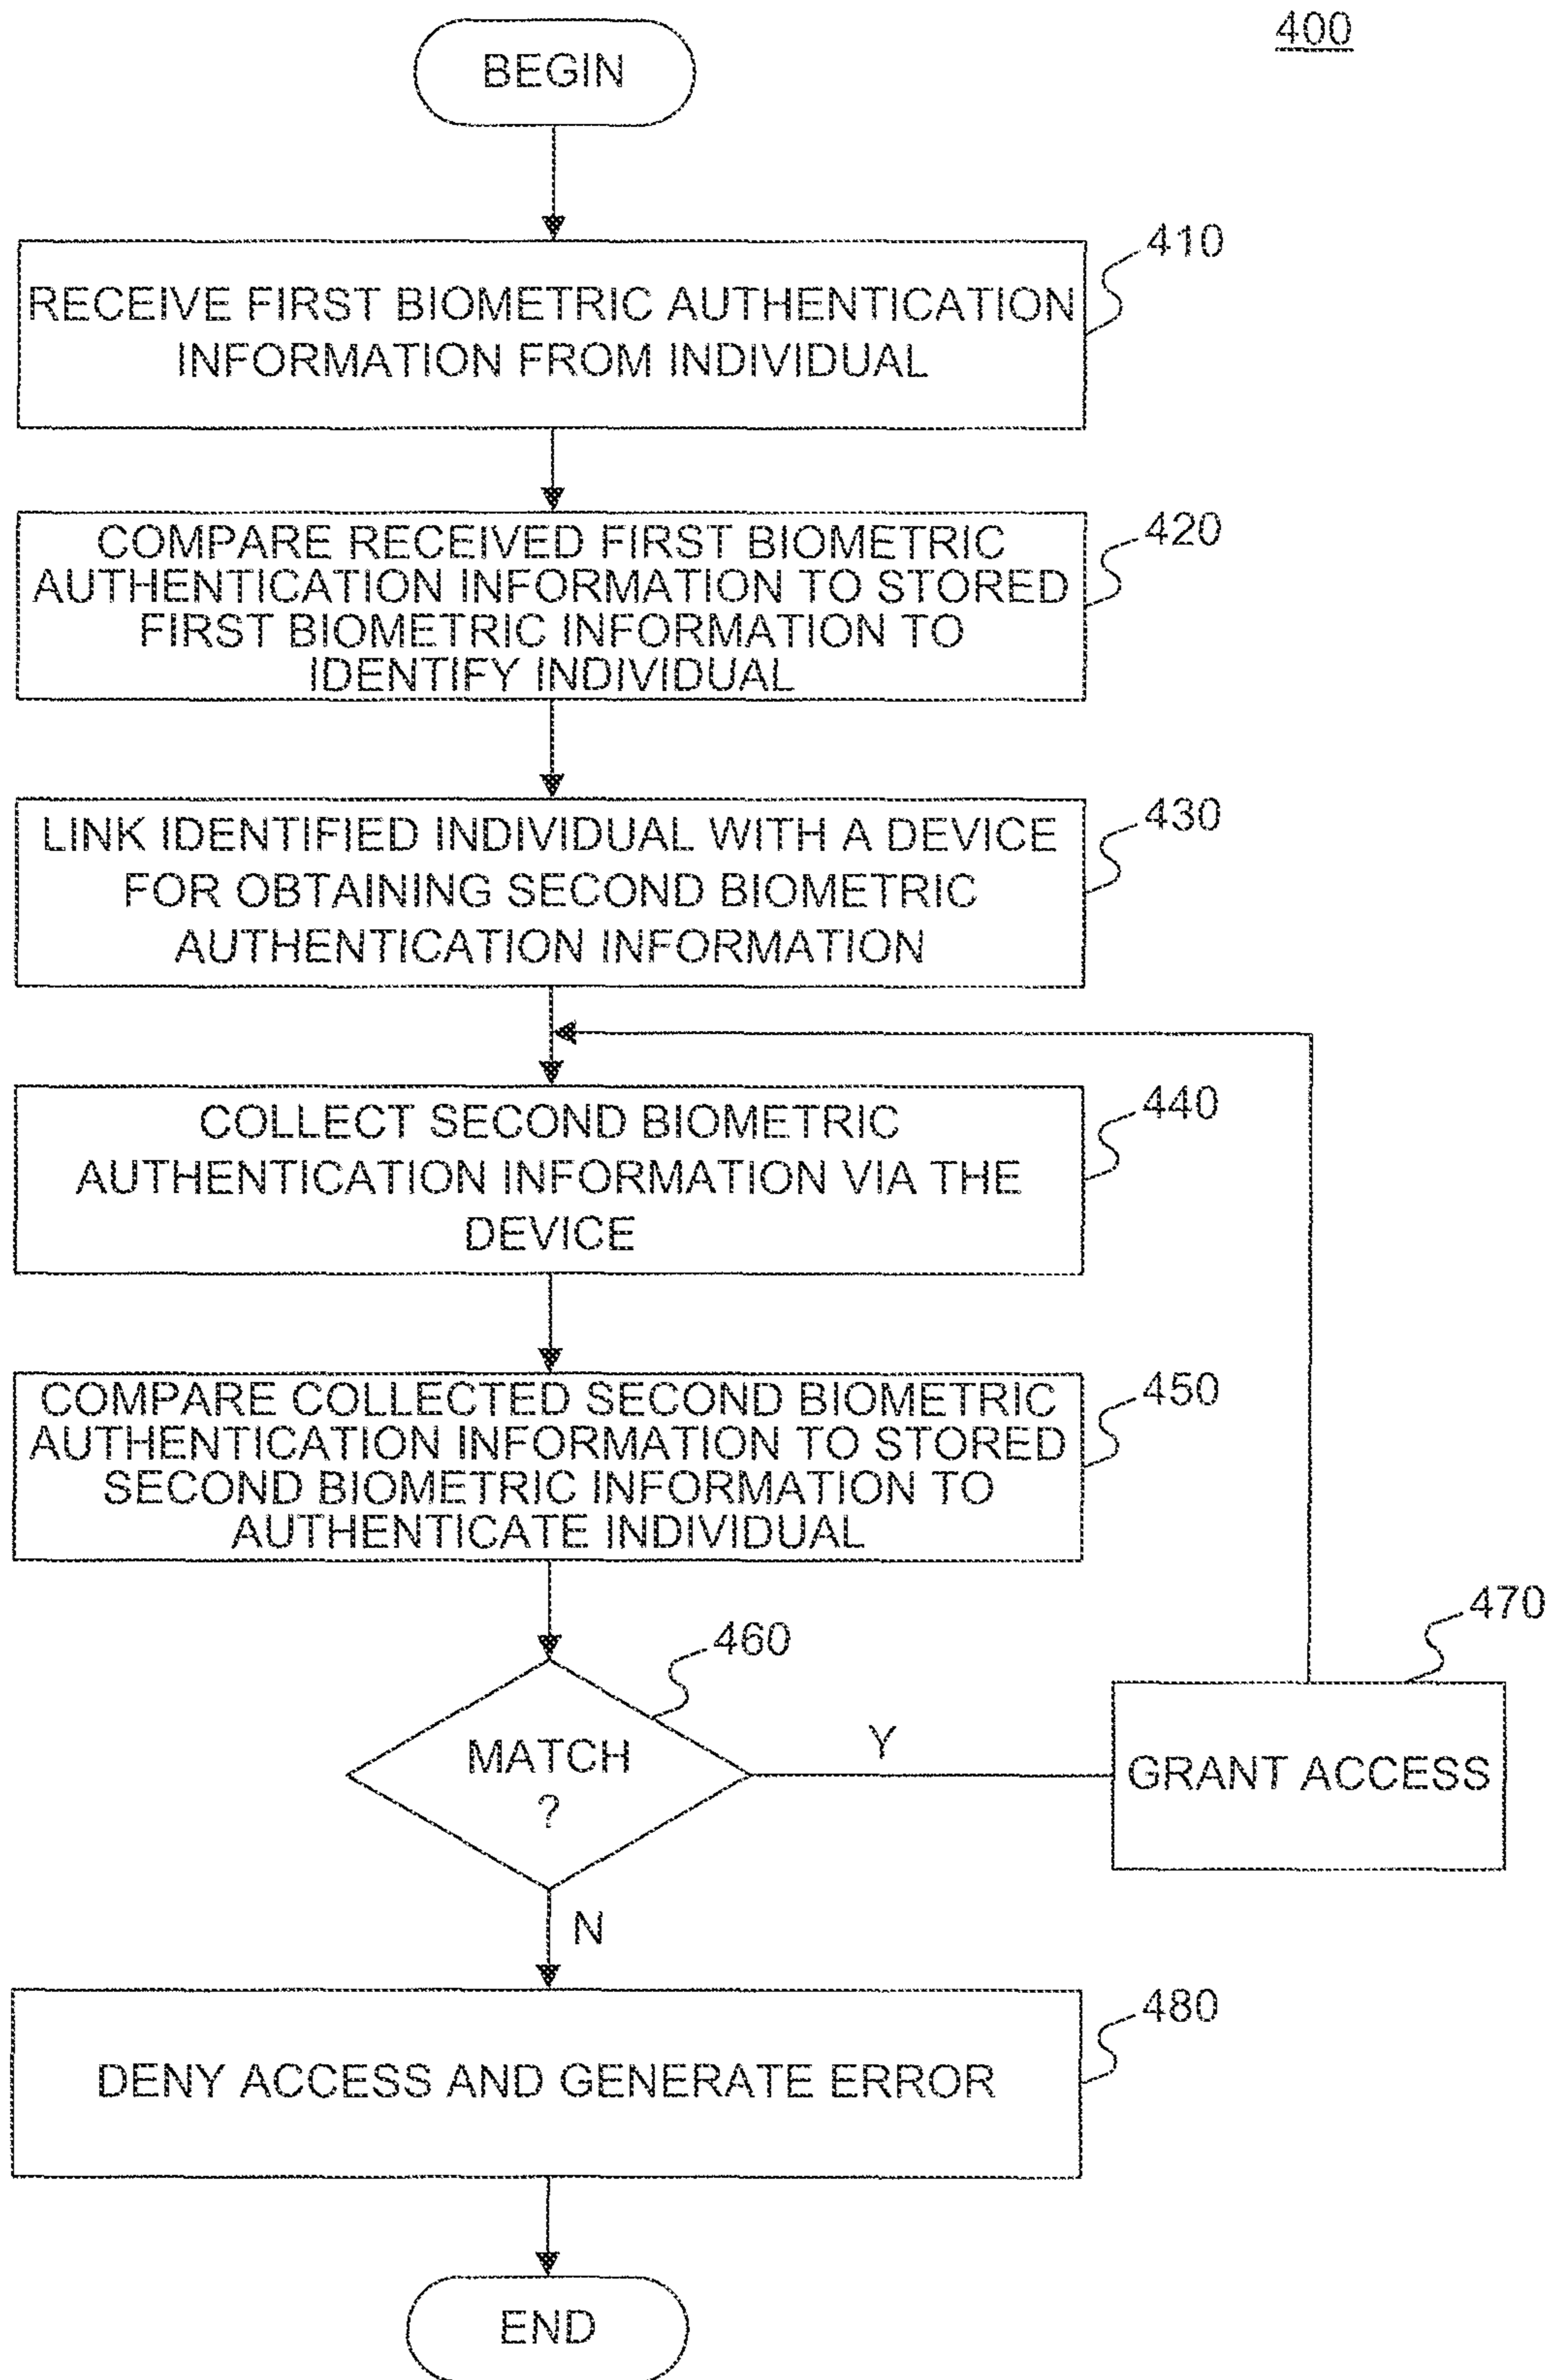 400
BEGIN
410
RECEIVE FIRST BIOMETRIC AUTHENTICATION
INFORMATION FROM INDIVIDUAL
420
COMPARE RECEIVED FIRST BIOMETRIC
AUTHENTICATION INFORMATION TO STORED
FIRST BIOMETRIC INFORMATION TO
IDENTIFY INDIVIDUAL
430
LINK IDENTIFIED INDIVIDUAL WITH A DEVICE
FOR OBTAINING SECOND BIOMETRIC
AUTHENTICATION INFORMATION
440
COLLECT SECOND BIOMETRIC
AUTHENTICATION INFORMATION VIA THE
DEVICE
450
COMPARE COLLECTED SECOND BIOMETRIC
AUTHENTICATION INFORMATION TO STORED
SECOND BIOMETRIC INFORMATION TO
AUTHENTICATE INDIVIDUAL
460
MATCH
?
Y
470
GRANT ACCESS
N
480
DENY ACCESS AND GENERATE ERROR
END